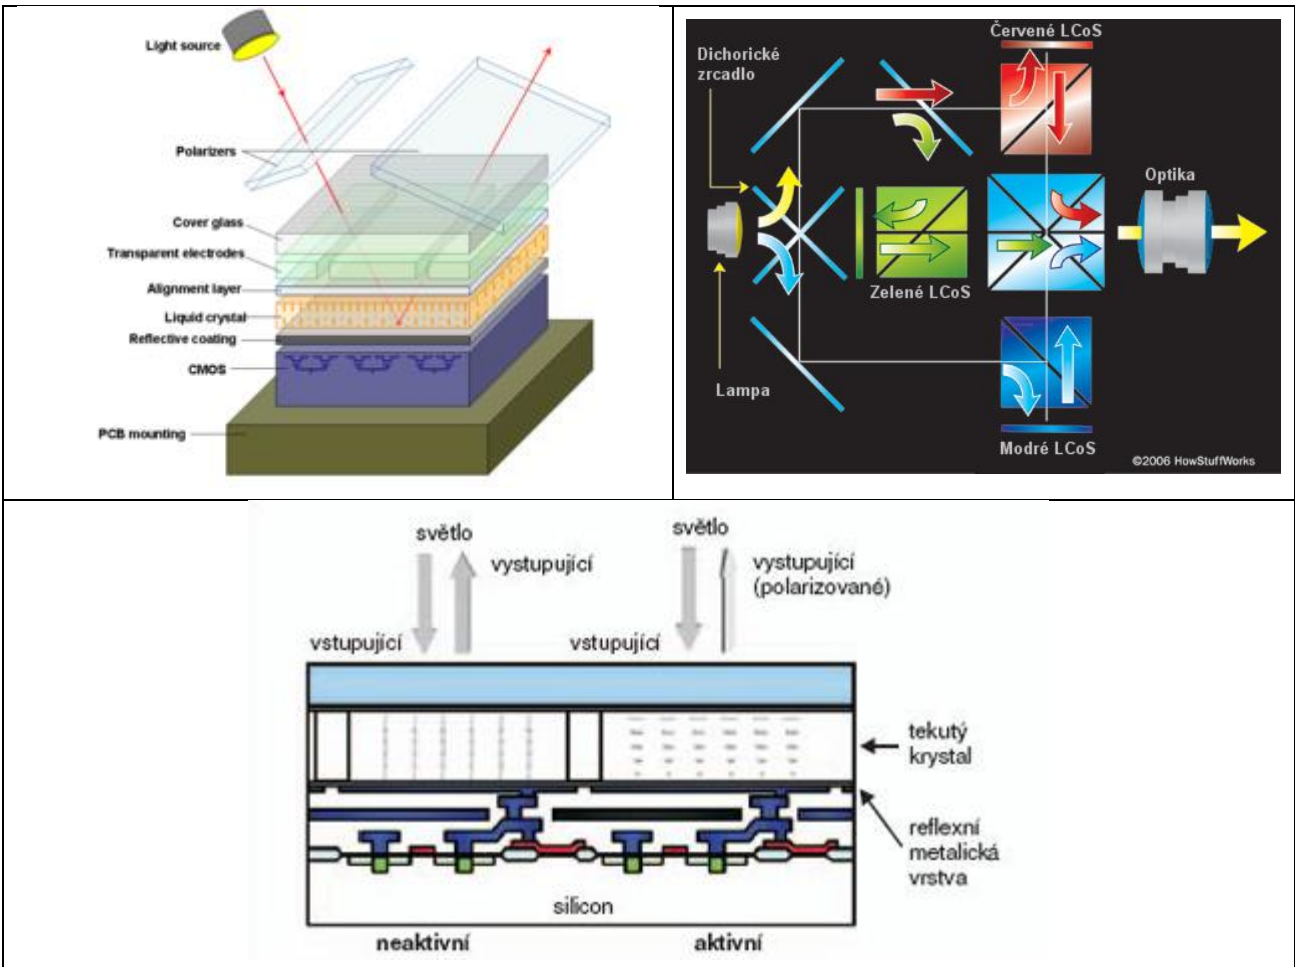 Light source
Polarizers
Cover glass
Transparent electrodes
Alignment layer
Liquid crystal
Reflective coating
CMOS
PCB mounting
Červené LCoS
Dichorické
zrcadlo
Optika
Zelené LCoS
Lampa
Modré LCoS
©2006 HowStuffWorks
světlo
vystupující
vstupující
světlo
vystupující
(polarizované)
vstupující
tekutý
krystal
reflexní
metalická
vrstva
silicon
neaktivní
aktivní